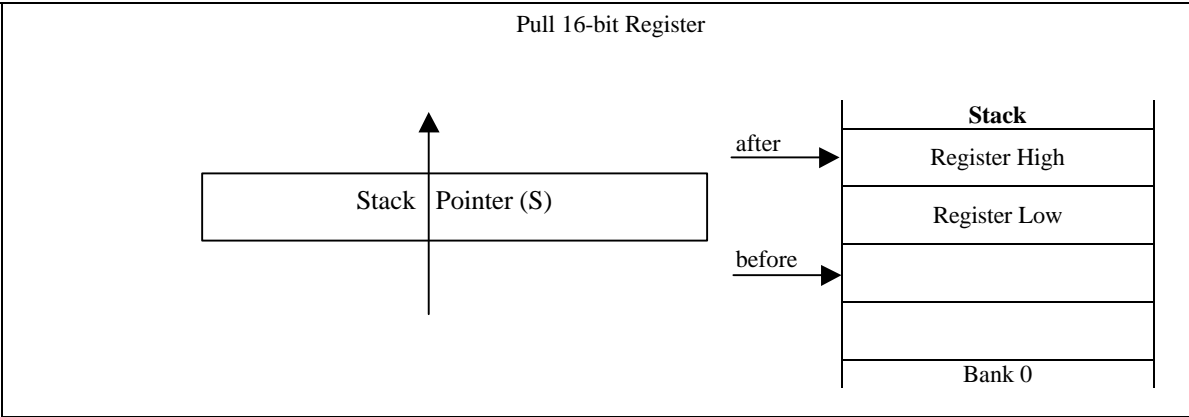 Pull 16-bit Register
Stack
after
Register High
Stack Pointer (S)
Register Low
before
Bank 0